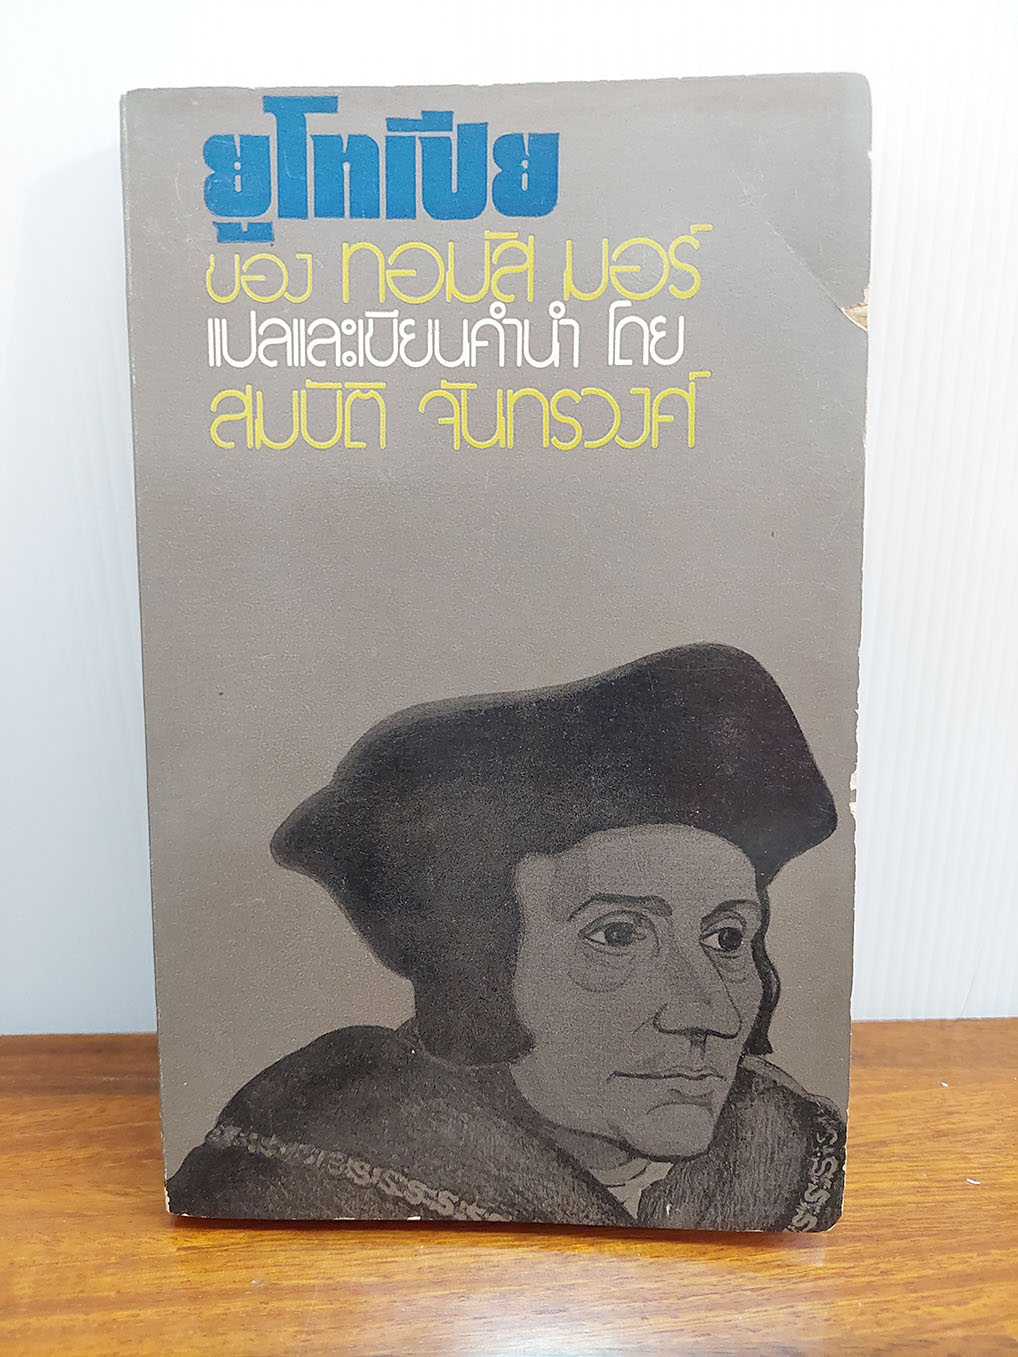 ยูโทเปีย
ของ ทอมัส มอร์
แปลและเขียนคำนำ โดย
สมบัติ จันทรวงศ์